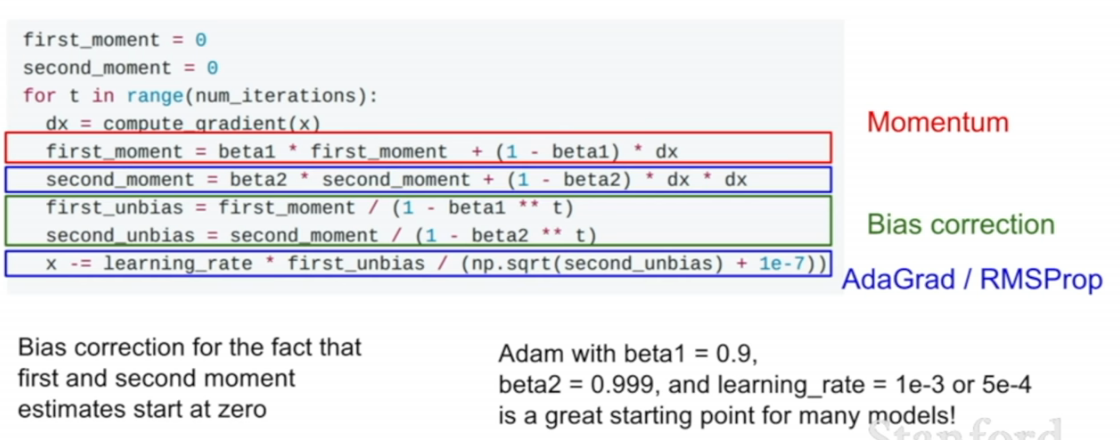 first_moment = 0
second_moment = 0
for t in range(num_iterations):
dx = compute_gradient(x)
first_moment = beta1 * first_moment + (1 - beta1) * dx
Momentum
second_moment = beta2 * second_moment + (1 - beta2) * dx * dx
first_unbias = first_moment / (1 - beta1 ** t)
second_unbias = second_moment / (1 - beta2 ** t)
Bias correction
x -= learning_rate * first_unbias / (np.sqrt(second_unbias) + 1e-7))
AdaGrad / RMSProp
Bias correction for the fact that
first and second moment
estimates start at zero
Adam with beta1 = 0.9,
beta2 = 0.999, and learning_rate = 1e-3 or 5e-4
is a great starting point for many models!
Stanford